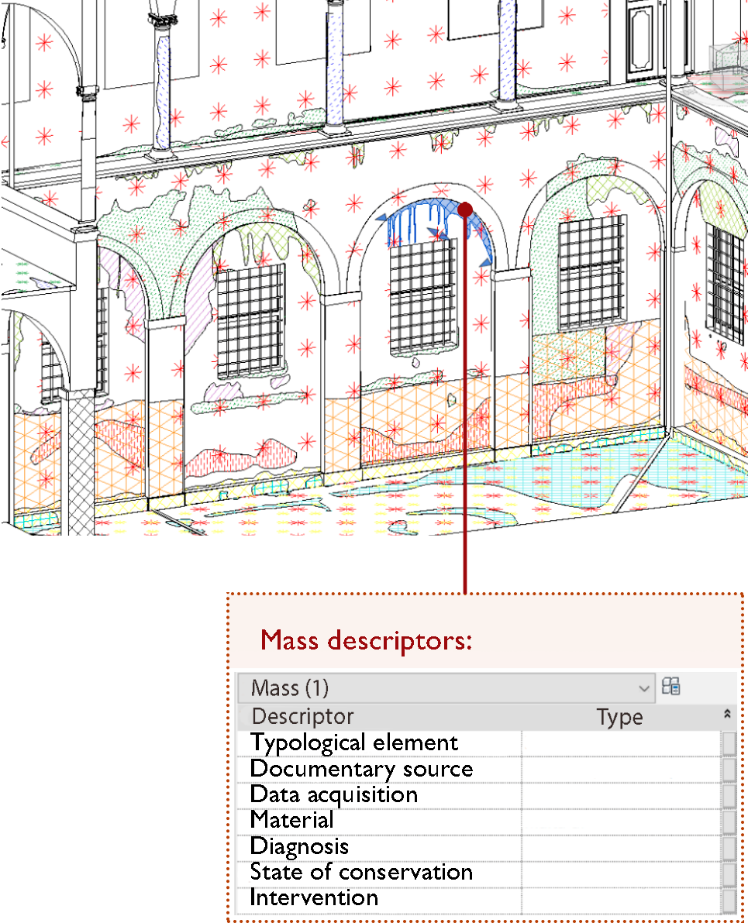 Mass descriptors:
Mass (1)
Descriptor Type
Typological element
Documentary source
Data acquisition
Material
Diagnosis
State of conservation
Intervention